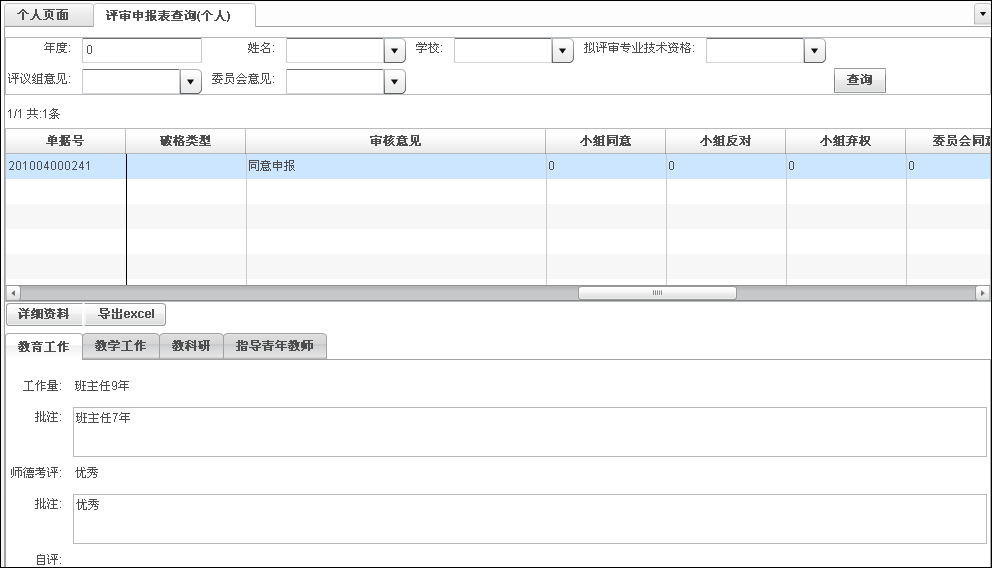 个人页面 评审申报表查询(个人)
年度: 0 姓名: 学校: 拟评审专业技术资格:
评议组意见: 委员会意见: 查询
1/1 共:1条
单据号 破格类型 审核意见 小组同意 小组反对 小组弃权 委员会同意
201004000241 同意申报 0 0 0 0
详细资料 导出excel
教育工作 教学工作 教科研 指导青年教师
工作量: 班主任9年
批注: 班主任7年
师德考评: 优秀
批注: 优秀
自评: